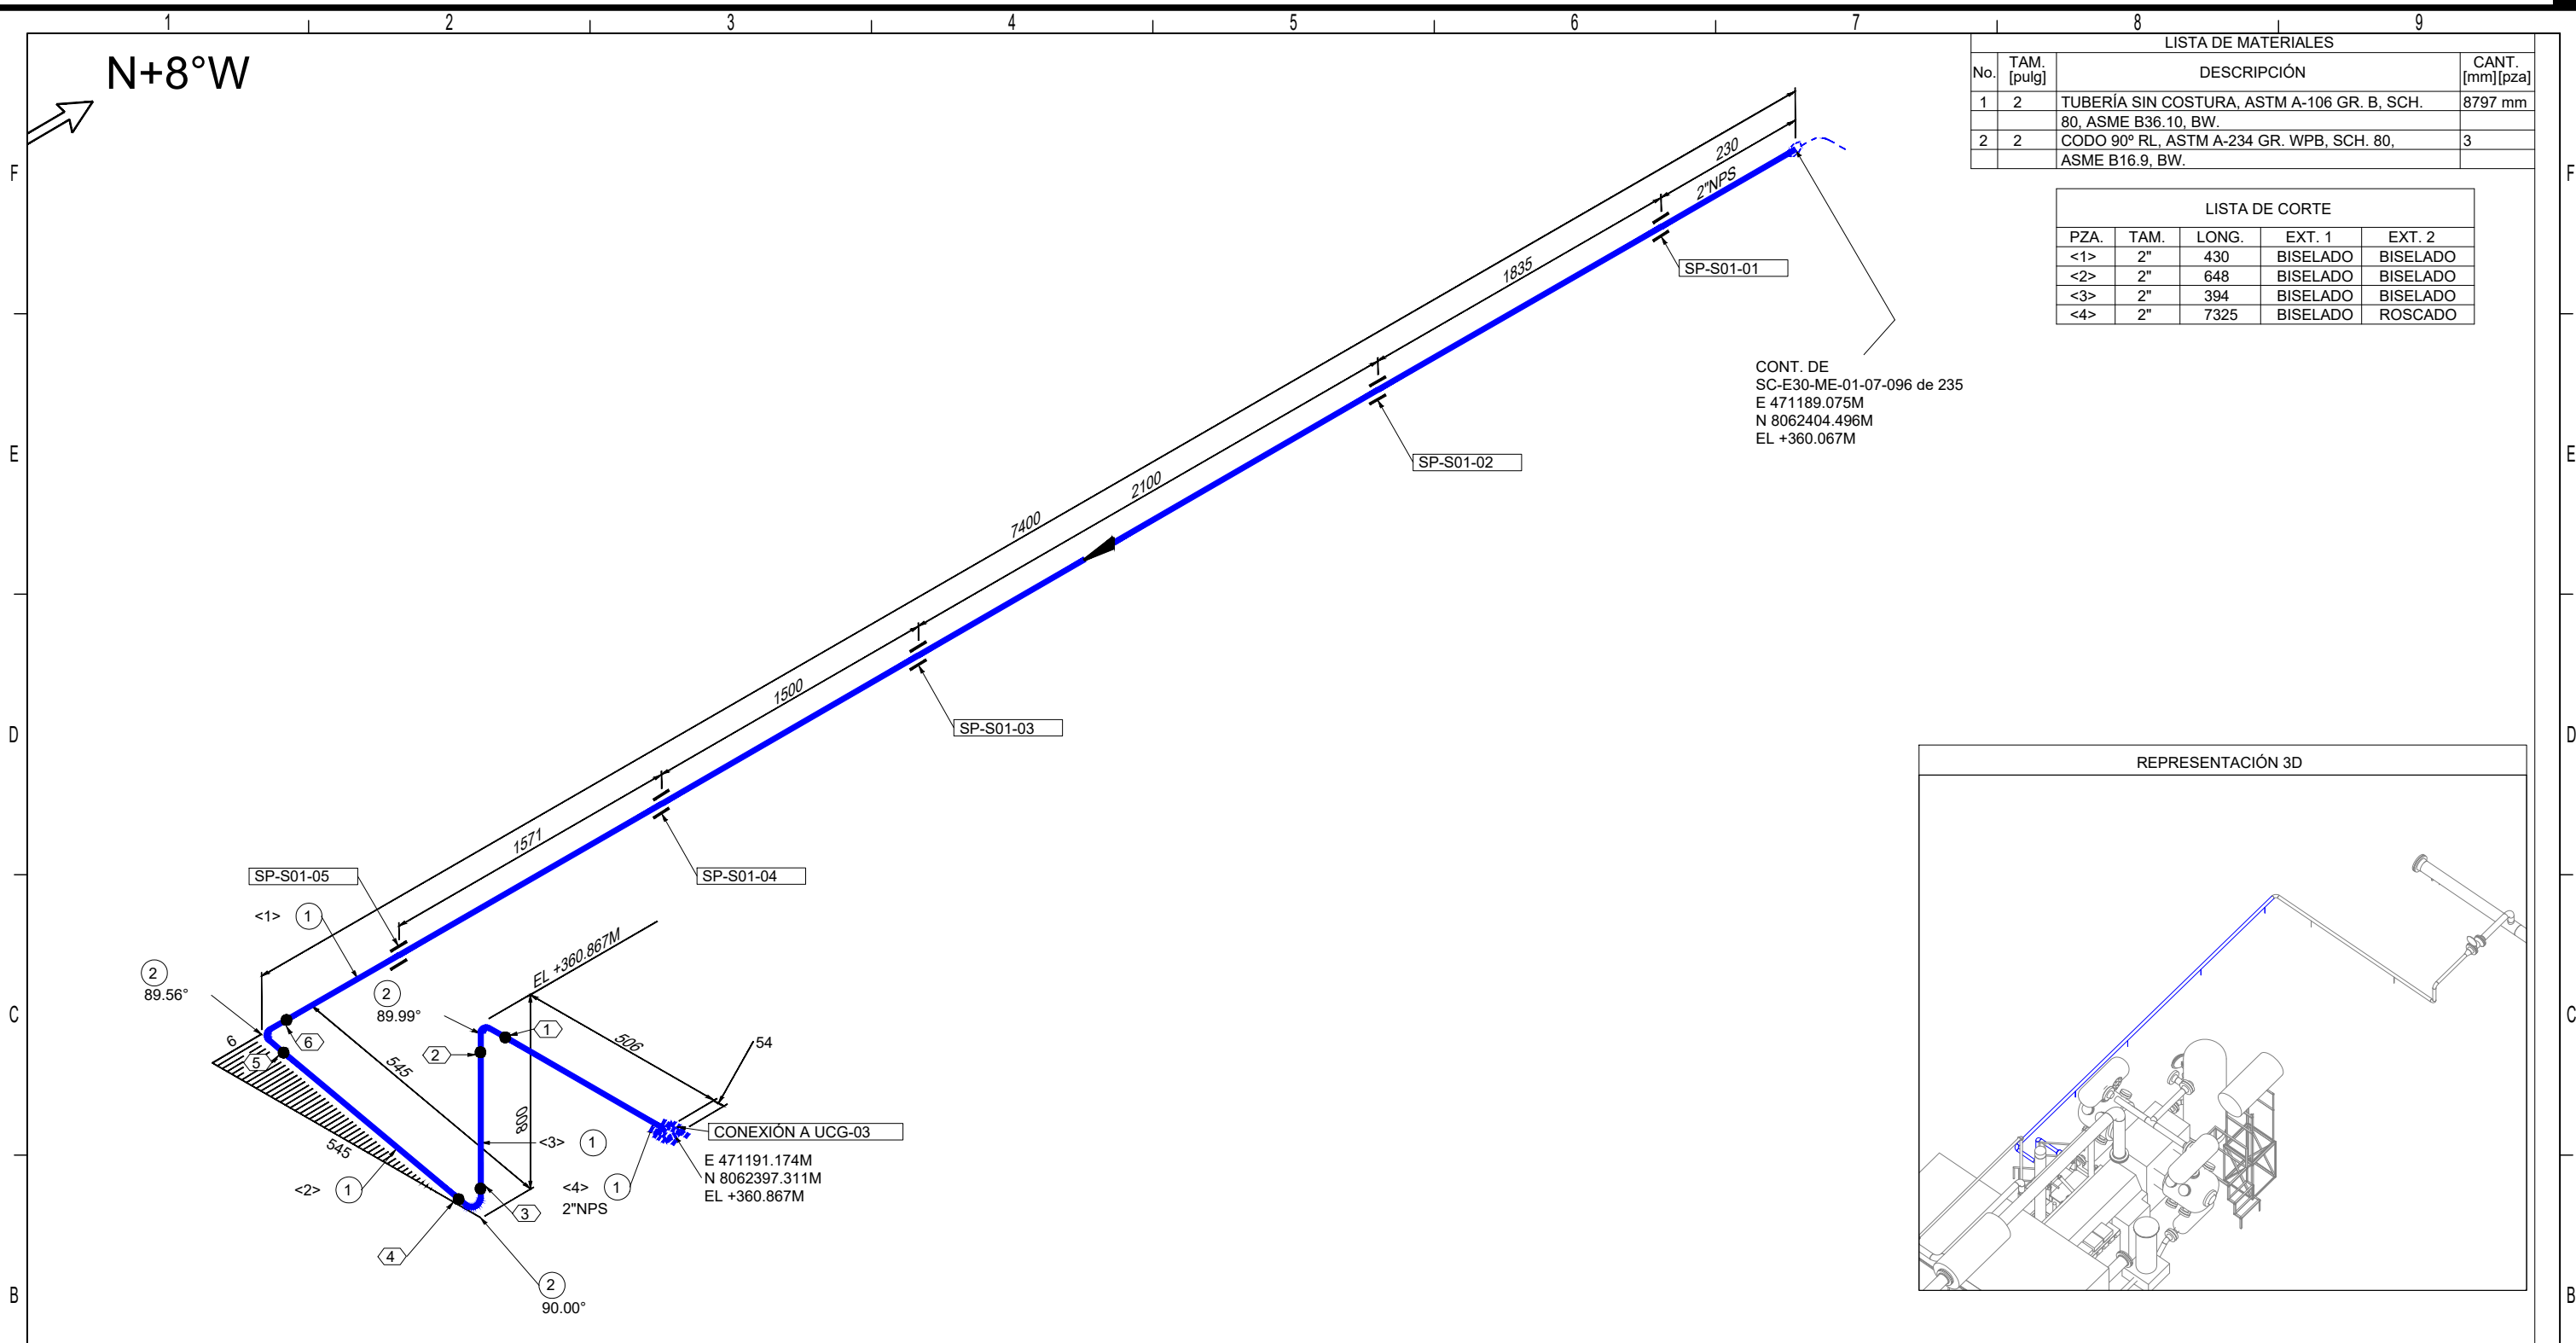 1 2 3 4 5 6 7 8 9
N+8°W
LISTA DE MATERIALES
No. TAM. [pulg] DESCRIPCIÓN CANT. [mm][pza]
1 2 TUBERÍA SIN COSTURA, ASTM A-106 GR. B, SCH. 8797 mm
80, ASME B36.10, BW.
2 2 CODO 90º RL, ASTM A-234 GR. WPB, SCH. 80, 3
ASME B16.9, BW.
LISTA DE CORTE
PZA. TAM. LONG. EXT. 1 EXT. 2
<1> 2" 430 BISELADO BISELADO
<2> 2" 648 BISELADO BISELADO
<3> 2" 394 BISELADO BISELADO
<4> 2" 7325 BISELADO ROSCADO
F F
230
2"NPS
SP-S01-01
1835
CONT. DE
SC-E30-ME-01-07-096 de 235
E 471189.075M
N 8062404.496M
EL +360.067M
E E
SP-S01-02
2100
7400
1500
SP-S01-03
D D
REPRESENTACIÓN 3D
1571
SP-S01-04
SP-S01-05
<1> 1
EL +360.867M
2
89.56°
2
89.99°
C C
1
6
6
2
5
506
54
545
800
CONEXIÓN A UCG-03
<3> 1
545
E 471191.174M
N 8062397.311M
EL +360.867M
<2> 1
<4> 1
2"NPS
3
4
2
90.00°
B B